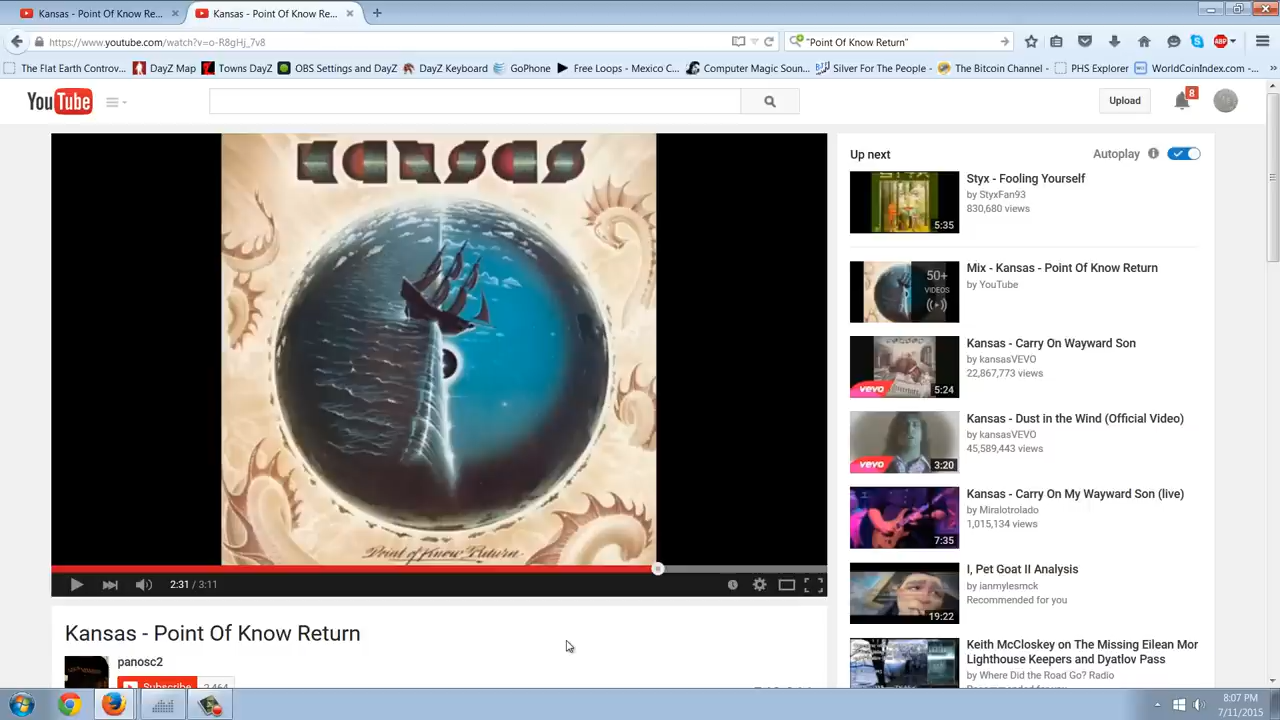 Kansas - Point Of Know Re...
Kansas - Point Of Know Re...
https://www.youtube.com/watch?v=o-R8gHj_7v8
"Point Of Know Return"
ABP
The Flat Earth Controv...
DayZ Map
Towns DayZ
OBS Settings and DayZ
DayZ Keyboard
GoPhone
Free Loops - Mexico C...
Computer Magic Soun...
Silver For The People -
The Bitcoin Channel -
PHS Explorer
WorldCoinIndex.com -...
YouTube
Upload
8
KANSAS
Point of Know Return
2:31 / 3:11
Kansas - Point Of Know Return
panosc2
Subscribe
Up next
Autoplay
Styx - Fooling Yourself
by StyxFan93
830,680 views
5:35
Mix - Kansas - Point Of Know Return
by YouTube
50+
VIDEOS
Kansas - Carry On Wayward Son
by kansasVEVO
22,867,773 views
vevo
5:24
Kansas - Dust in the Wind (Official Video)
by kansasVEVO
45,589,443 views
vevo
3:20
Kansas - Carry On My Wayward Son (live)
by Miralotrolado
1,015,134 views
7:35
I, Pet Goat II Analysis
by ianmylesmck
Recommended for you
19:22
Keith McCloskey on The Missing Eilean Mor
Lighthouse Keepers and Dyatlov Pass
by Where Did the Road Go? Radio
8:07 PM
7/11/2015